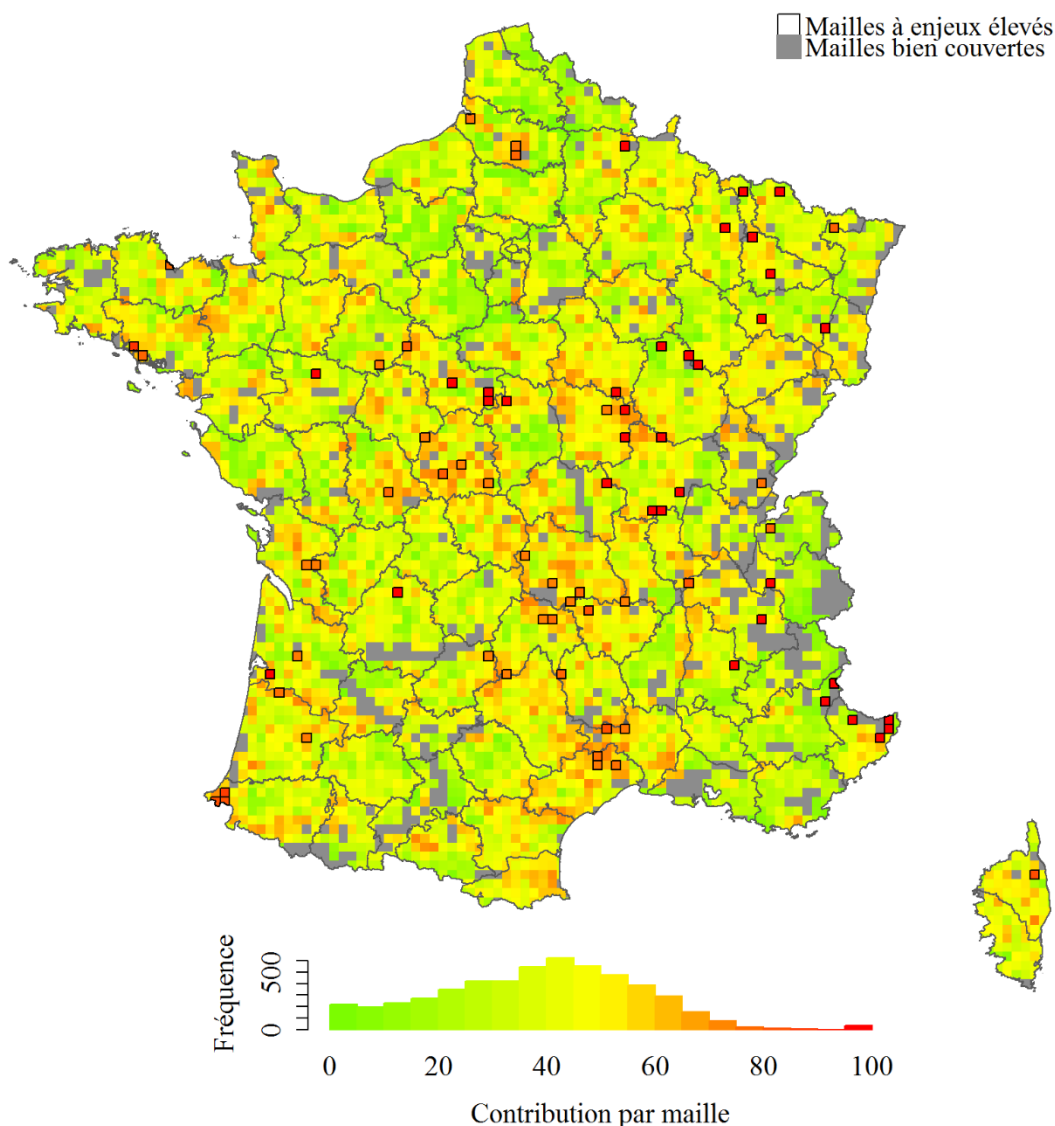 Mailles à enjeux élevés
Mailles bien couvertes
Fréquence
500
0
0 20 40 60 80 100
Contribution par maille